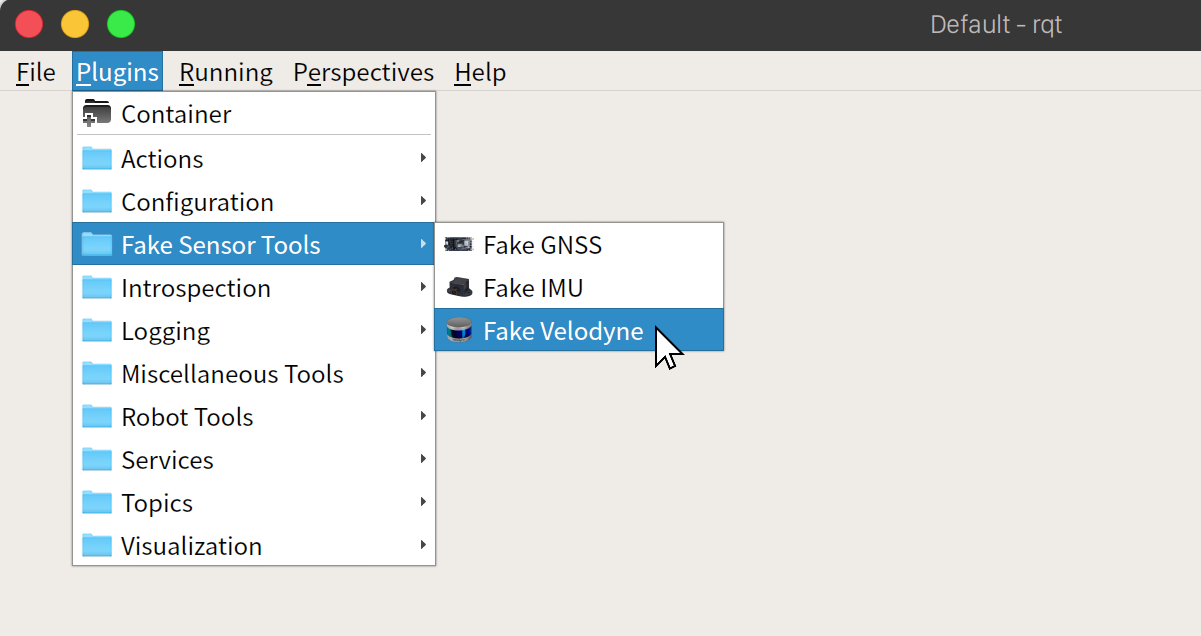 Default - rqt
File Plugins Running Perspectives Help
Container
Actions
Configuration
Fake Sensor Tools
Fake GNSS
Introspection
Fake IMU
Logging
Fake Velodyne
Miscellaneous Tools
Robot Tools
Services
Topics
Visualization